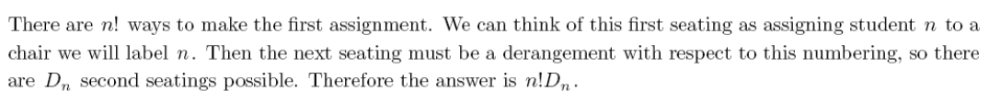 There are n! ways to make the first assignment. We can think of this first seating as assigning student n to a
chair we will label n. Then the next seating must be a derangement with respect to this numbering, so there
are Dₙ second seatings possible. Therefore the answer is n!Dₙ.